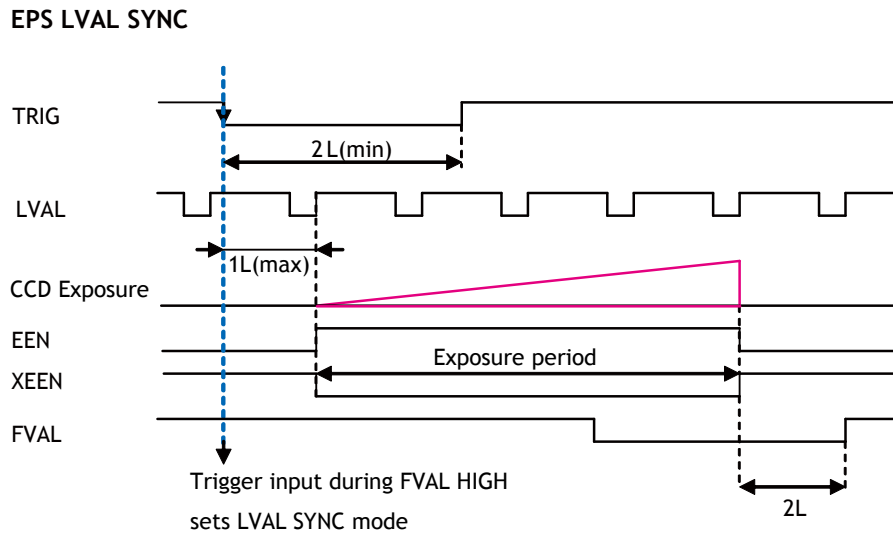 EPS LVAL SYNC
TRIG
2L(min)
LVAL
1L(max)
CCD Exposure
EEN
Exposure period
XEEN
FVAL
Trigger input during FVAL HIGH
sets LVAL SYNC mode
2L